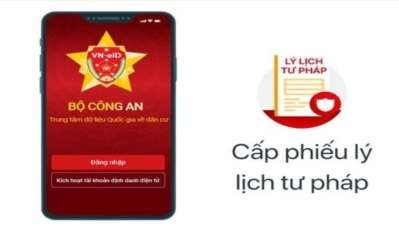 VN-eID
BỘ CÔNG AN
Trung tâm dữ liệu Quốc gia về dân cư
Đăng nhập
Kích hoạt tài khoản định danh điện tử
LÝ LỊCH
TƯ PHÁP
Cấp phiếu lý
lịch tư pháp